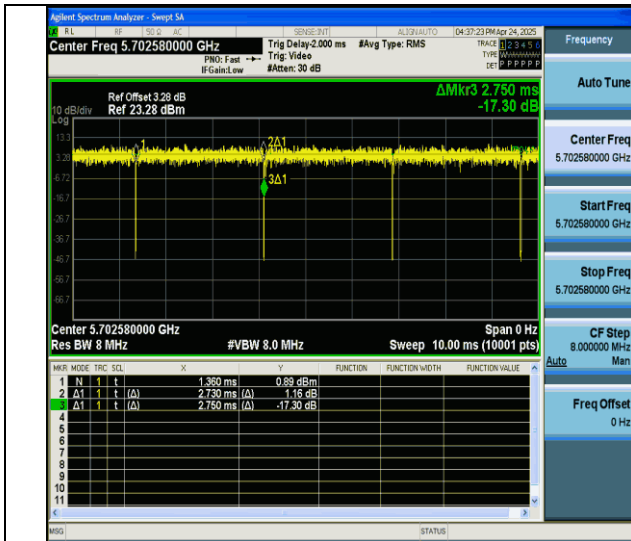 Agilent Spectrum Analyzer - Swept SA
RL RF 50 Ω AC SENSE:INT ALIGNAUTO 04:37:23 PM Apr 24, 2025
Center Freq 5.702580000 GHz
PNO: Fast
IFGain:Low
Trig Delay-2.000 ms
Trig: Video
#Atten: 30 dB
#Avg Type: RMS
TRACE 1 2 3 4 5 6
TYPE
DET P P P P P P
ΔMkr3 2.750 ms
-17.30 dB
Ref Offset 3.28 dB
10 dB/div Ref 23.28 dBm
Log
13.3
3.28
-6.72
-16.7
-26.7
-36.7
-46.7
-56.7
-66.7
1
2Δ1
3Δ1
Center 5.702580000 GHz Span 0 Hz
Res BW 8 MHz #VBW 8.0 MHz Sweep 10.00 ms (10001 pts)
MKR MODE TRC SCL X Y FUNCTION FUNCTION WIDTH FUNCTION VALUE
1 N 1 t 1.360 ms 0.89 dBm
2 Δ1 1 t (Δ) 2.730 ms (Δ) 1.16 dB
3 Δ1 1 t (Δ) 2.750 ms (Δ) -17.30 dB
4
5
6
7
8
9
10
11
MSG STATUS
Frequency
Auto Tune
Center Freq
5.702580000 GHz
Start Freq
5.702580000 GHz
Stop Freq
5.702580000 GHz
CF Step
8.000000 MHz
Auto Man
Freq Offset
0 Hz